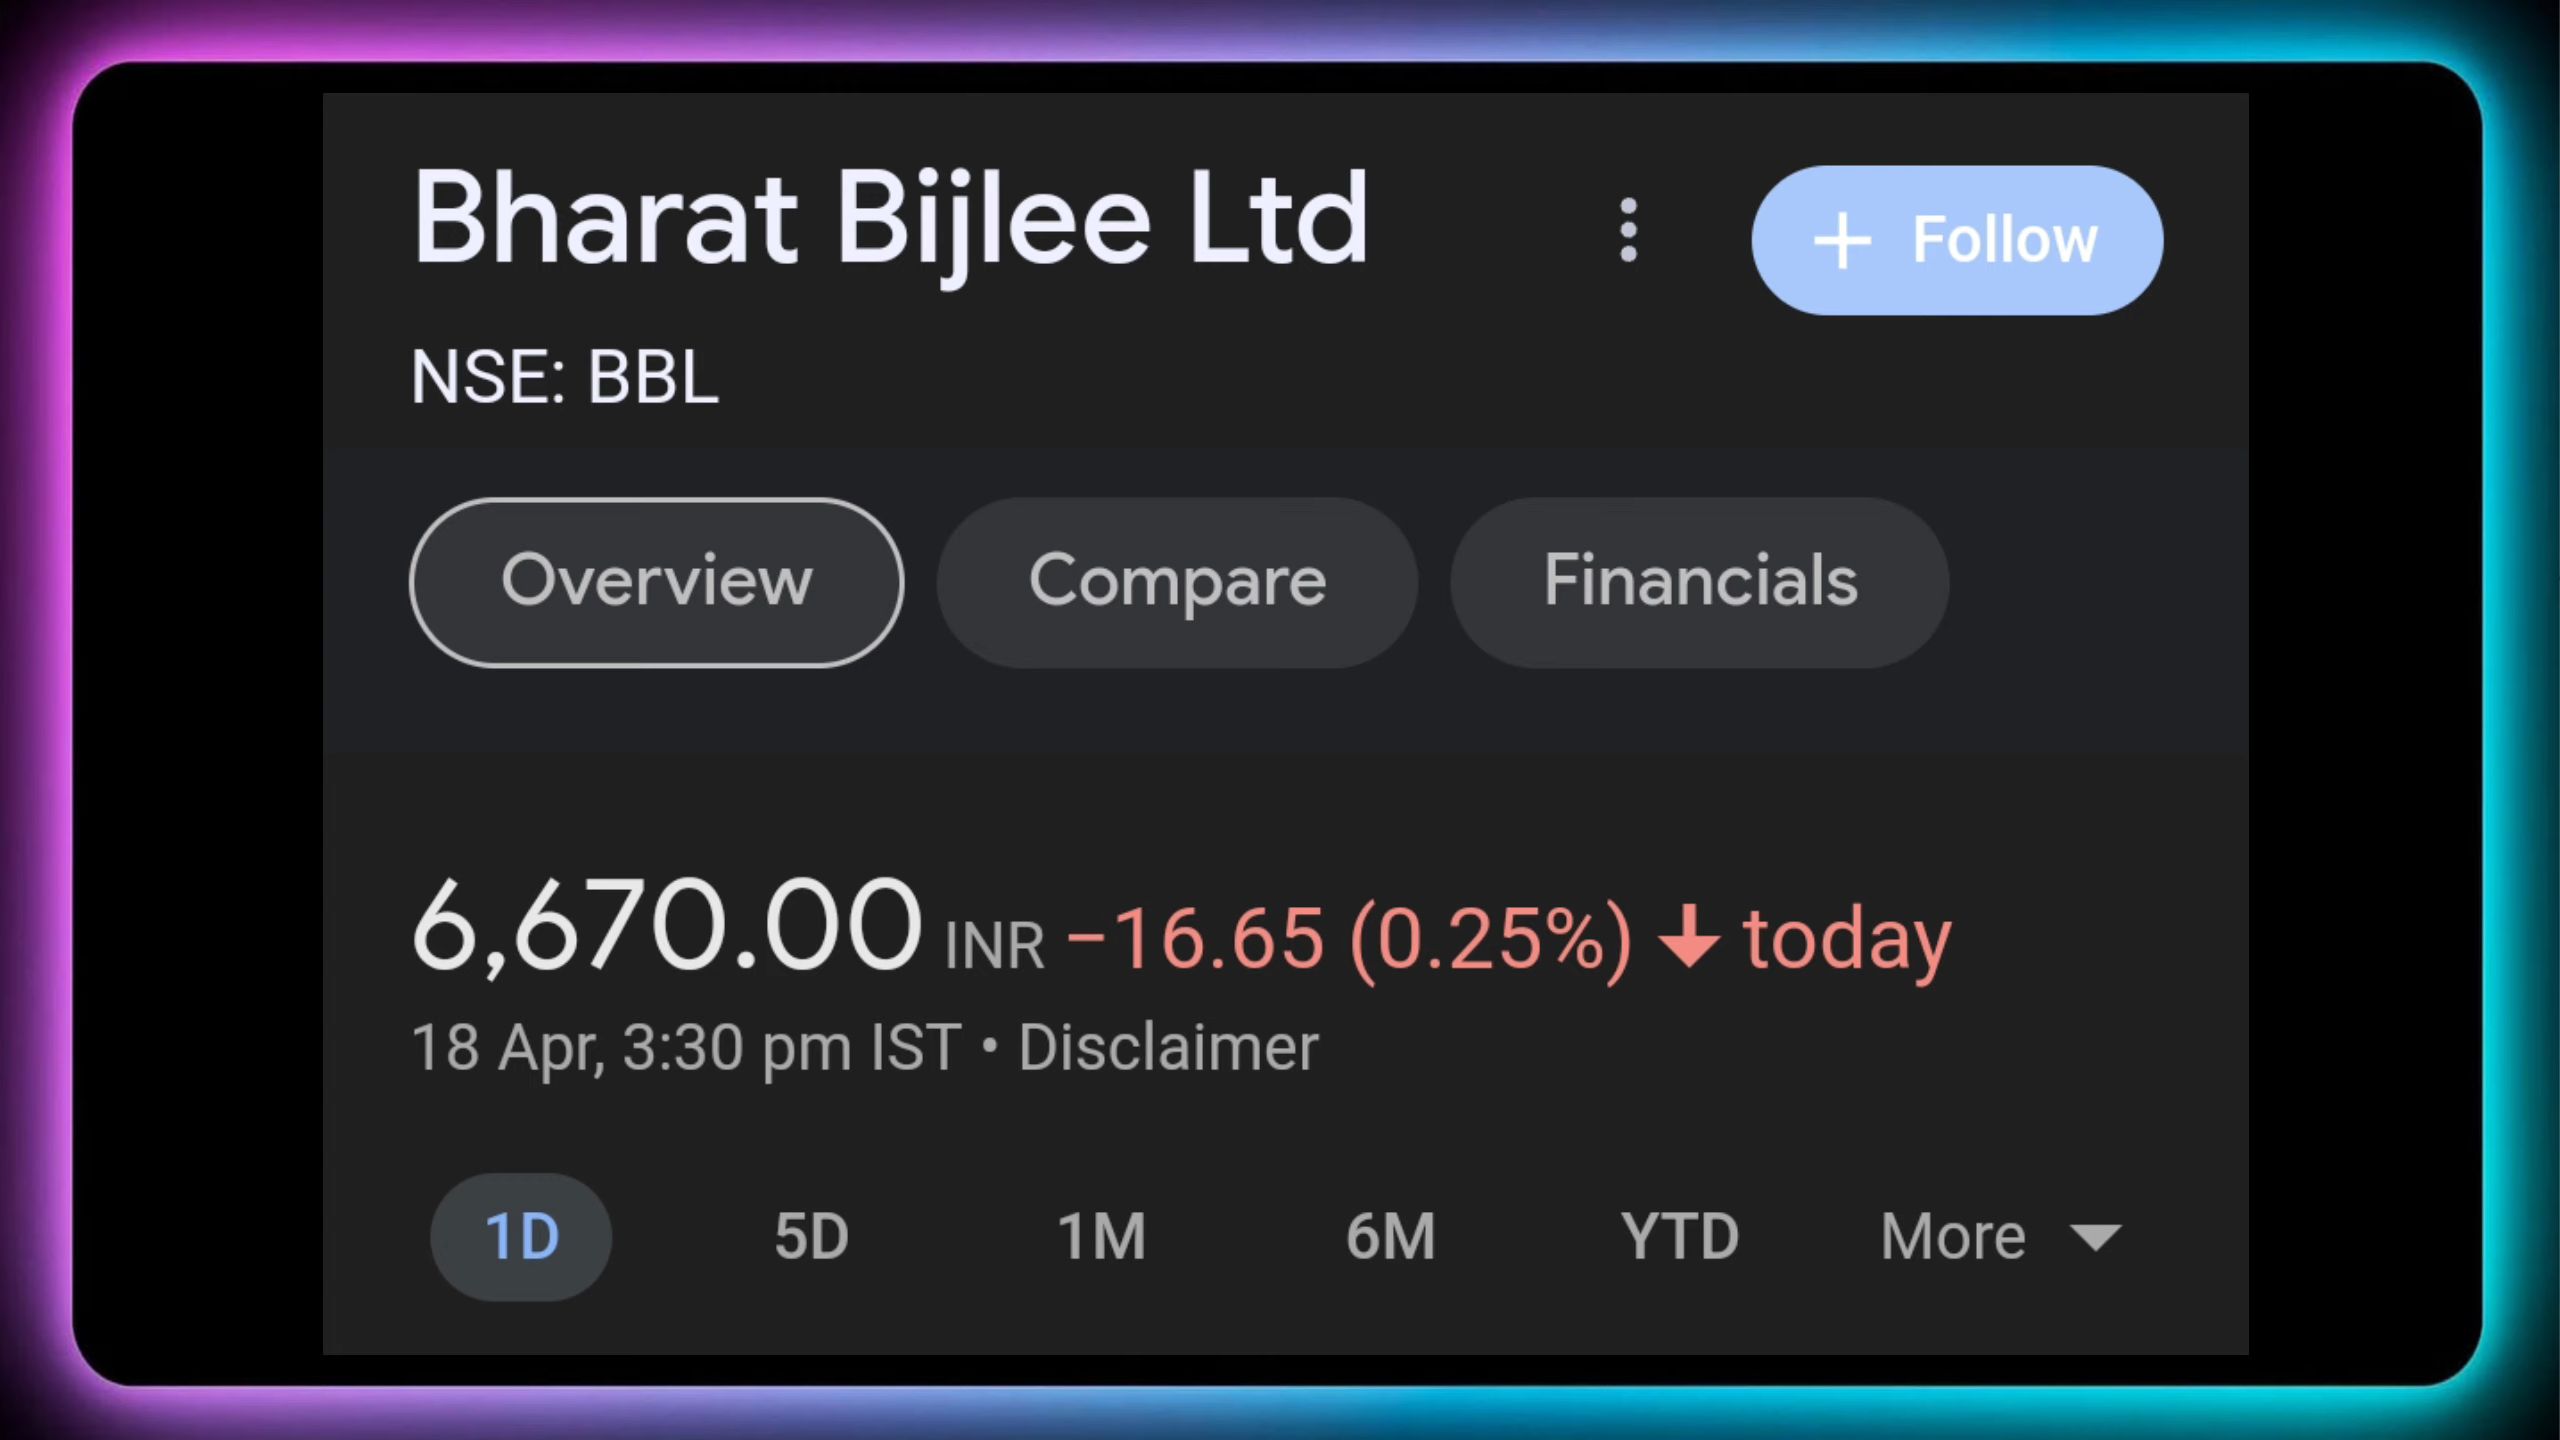 Bharat Bijlee Ltd
+ Follow
NSE: BBL
Overview Compare Financials
6,670.00 INR −16.65 (0.25%) ↓ today
18 Apr, 3:30 pm IST • Disclaimer
1D 5D 1M 6M YTD More